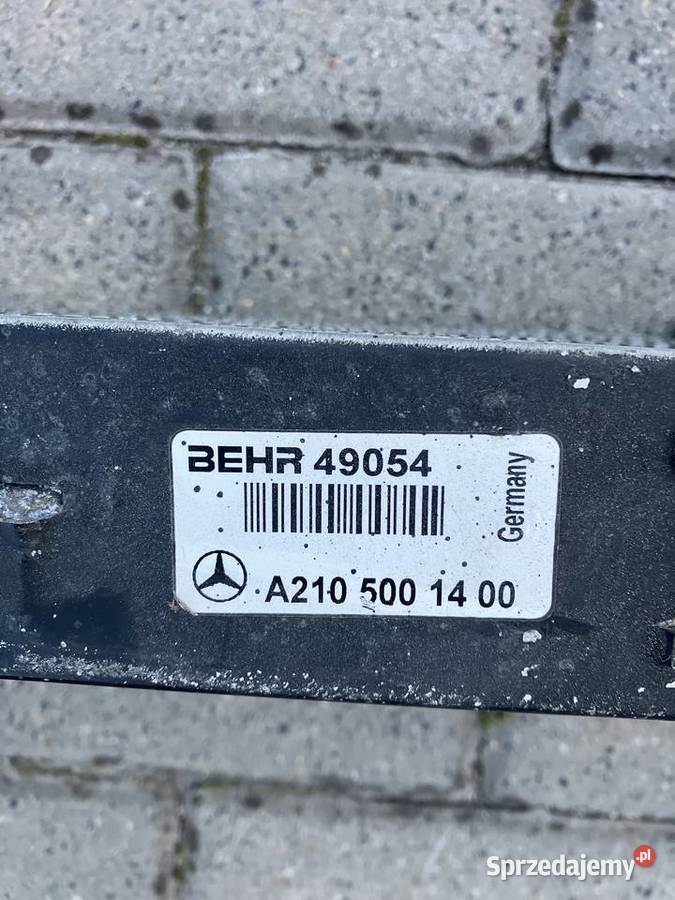 BEHR 49054
Germany
A210 500 14 00
Sprzedajemy.pl